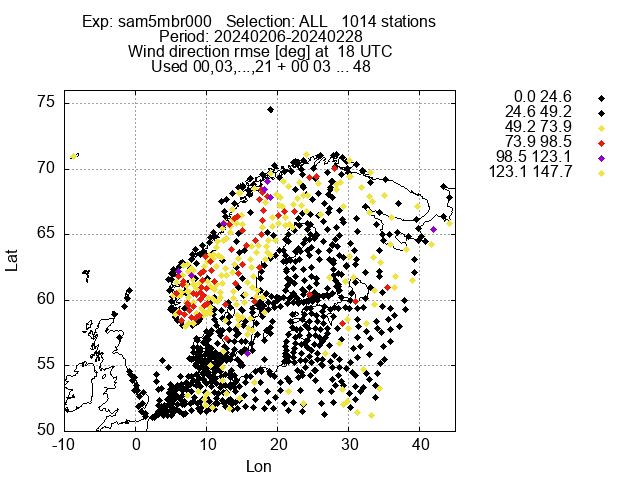 Exp: sam5mbr000 Selection: ALL 1014 stations
Period: 20240206-20240228
Wind direction rmse [deg] at 18 UTC
Used 00,03,...,21 + 00 03 ... 48
0.0 24.6
24.6 49.2
49.2 73.9
73.9 98.5
98.5 123.1
123.1 147.7
75
70
65
60
55
50
Lat
-10 0 10 20 30 40
Lon